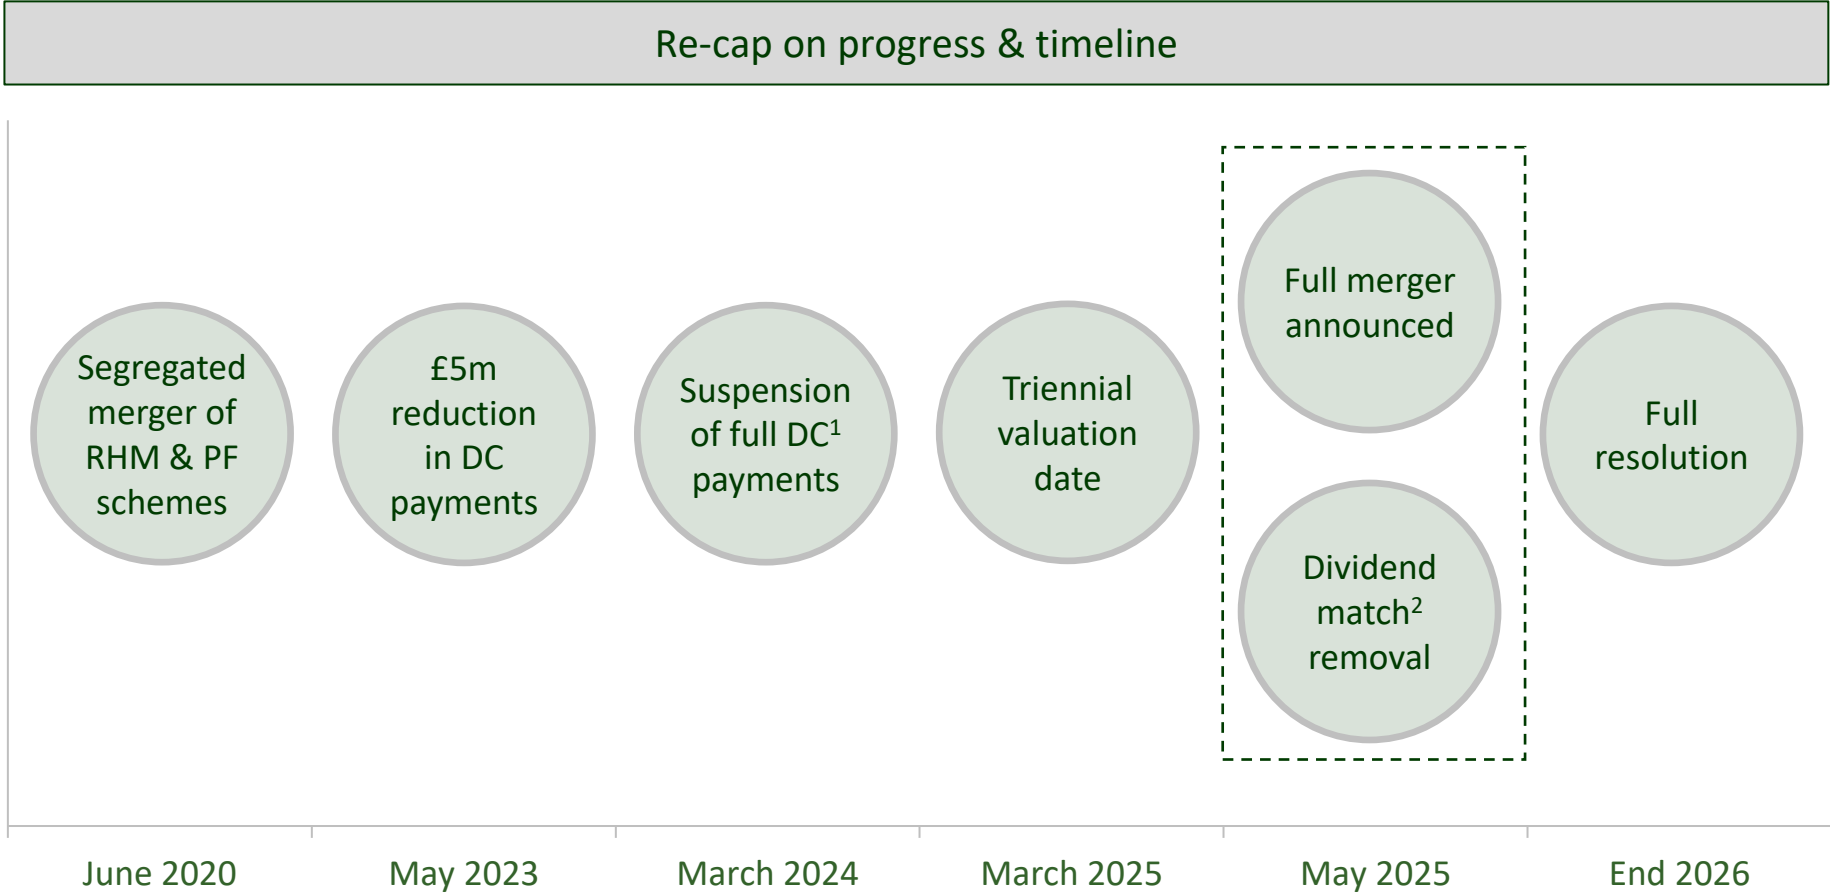 Re-cap on progress & timeline
Segregated
merger of
RHM & PF
schemes
£5m
reduction
in DC
payments
Suspension
of full DC¹
payments
Triennial
valuation
date
Full merger
announced
Dividend
match²
removal
Full
resolution
June 2020
May 2023
March 2024
March 2025
May 2025
End 2026